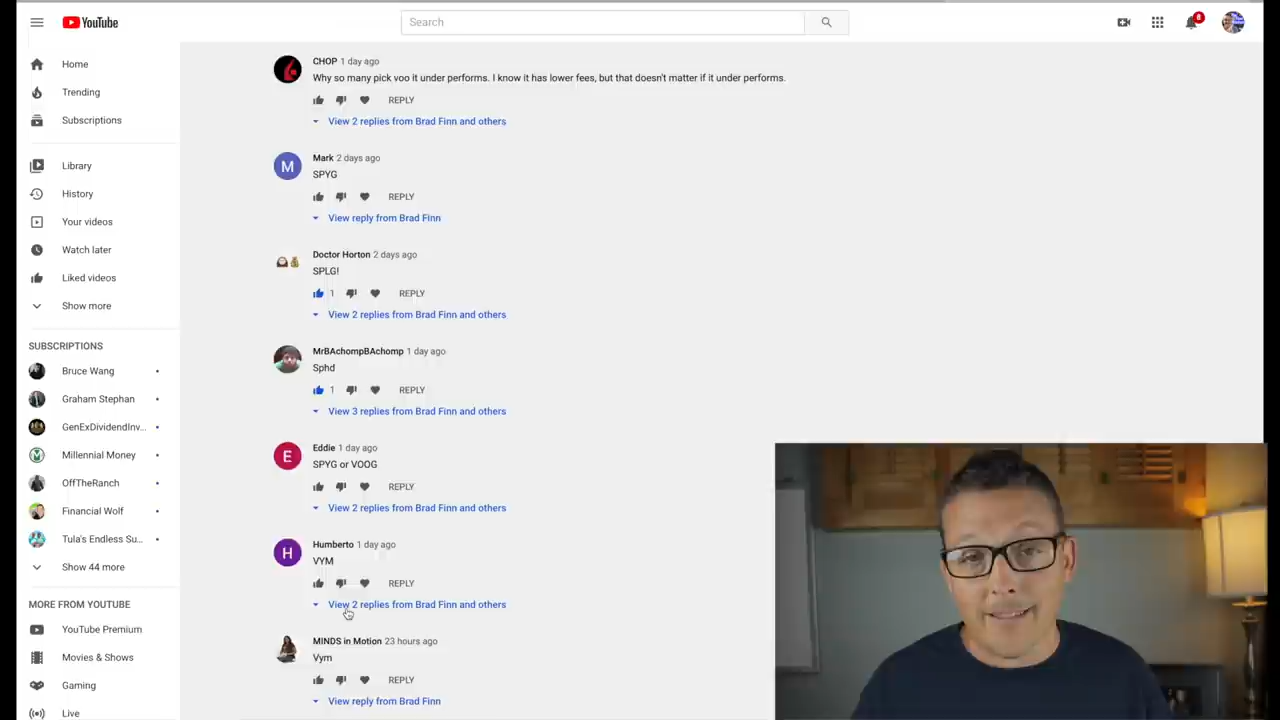 YouTube
Search
6
Home
Trending
Subscriptions
Library
History
Your videos
Watch later
Liked videos
Show more
SUBSCRIPTIONS
Bruce Wang
Graham Stephan
GenExDividendInv...
Millennial Money
OffTheRanch
Financial Wolf
Tula's Endless Su...
Show 44 more
MORE FROM YOUTUBE
YouTube Premium
Movies & Shows
Gaming
Live
CHOP 1 day ago
Why so many pick voo it under performs. I know it has lower fees, but that doesn't matter if it under performs.
REPLY
View 2 replies from Brad Finn and others
M
Mark 2 days ago
SPYG
REPLY
View reply from Brad Finn
Doctor Horton 2 days ago
SPLG!
1 REPLY
View 2 replies from Brad Finn and others
MrBAchompBAchomp 1 day ago
Sphd
1 REPLY
View 3 replies from Brad Finn and others
E
Eddie 1 day ago
SPYG or VOOG
REPLY
View 2 replies from Brad Finn and others
H
Humberto 1 day ago
VYM
REPLY
View 2 replies from Brad Finn and others
MINDS in Motion 23 hours ago
Vym
REPLY
View reply from Brad Finn